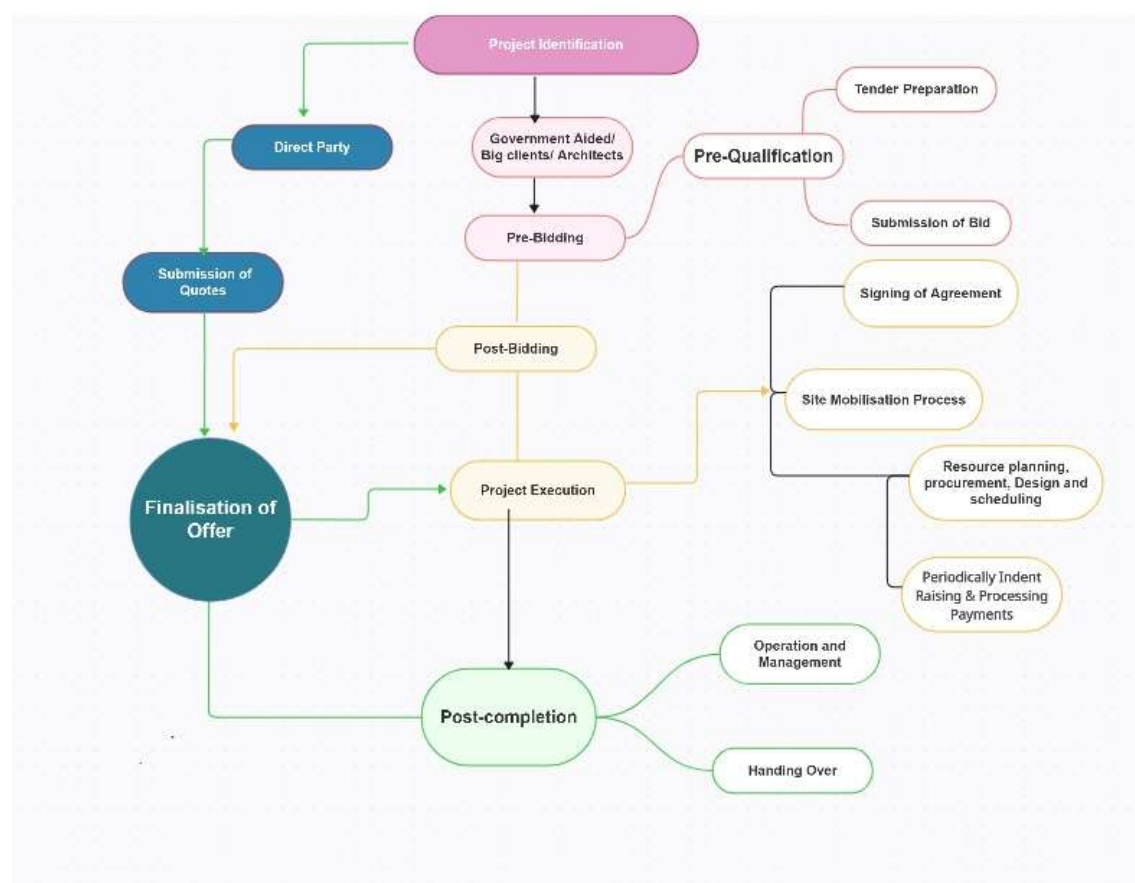 Project Identification
Tender Preparation
Direct Party
Government Aided/
Big clients/ Architects
Pre-Qualification
Submission of Bid
Pre-Bidding
Submission of
Quotes
Signing of Agreement
Post-Bidding
Site Mobilisation Process
Finalisation of
Offer
Project Execution
Resource planning,
procurement, Design and
scheduling
Periodically Indent
Raising & Processing
Payments
Operation and
Management
Post-completion
Handing Over